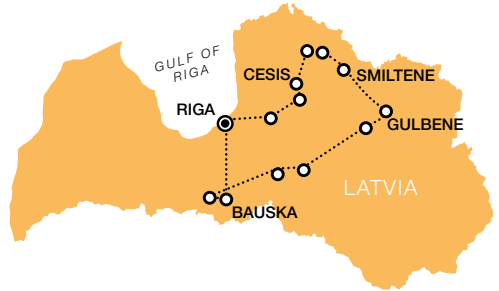 GULF OF
RIGA
CESIS
SMILTENE
RIGA
GULBENE
LATVIA
BAUSKA